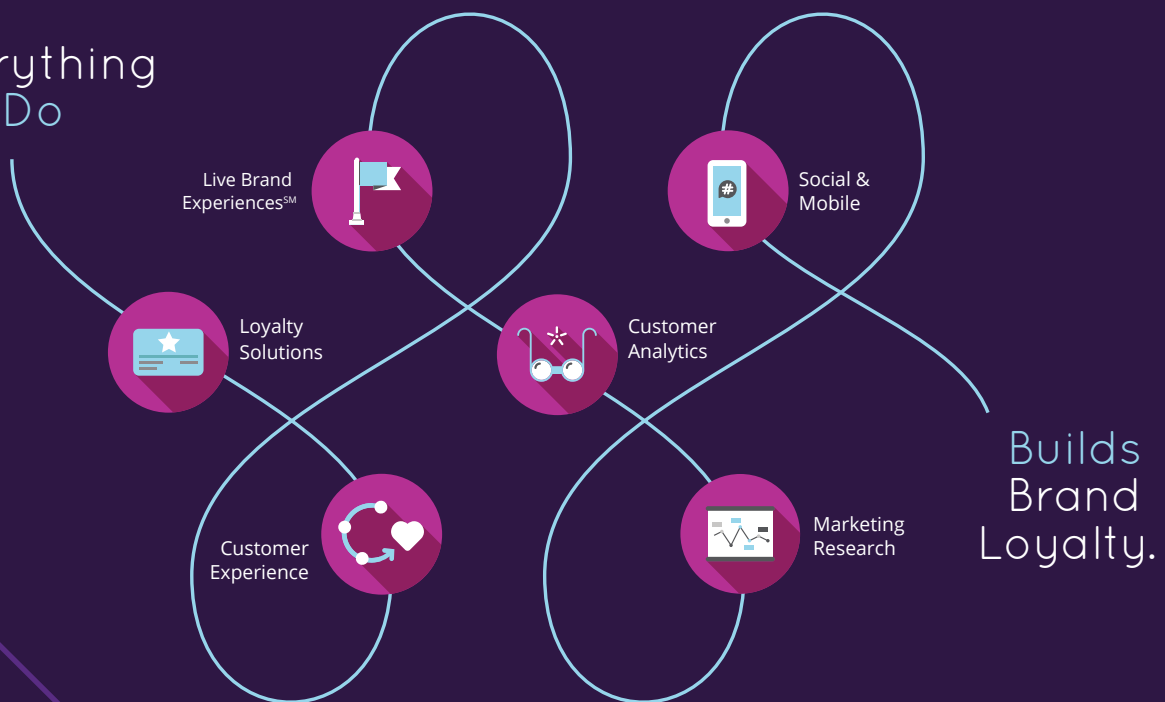 rything
Do
Live Brand
Experiences℠
Social &
Mobile
Loyalty
Solutions
Customer
Analytics
Customer
Experience
Marketing
Research
#
Builds
Brand
Loyalty.